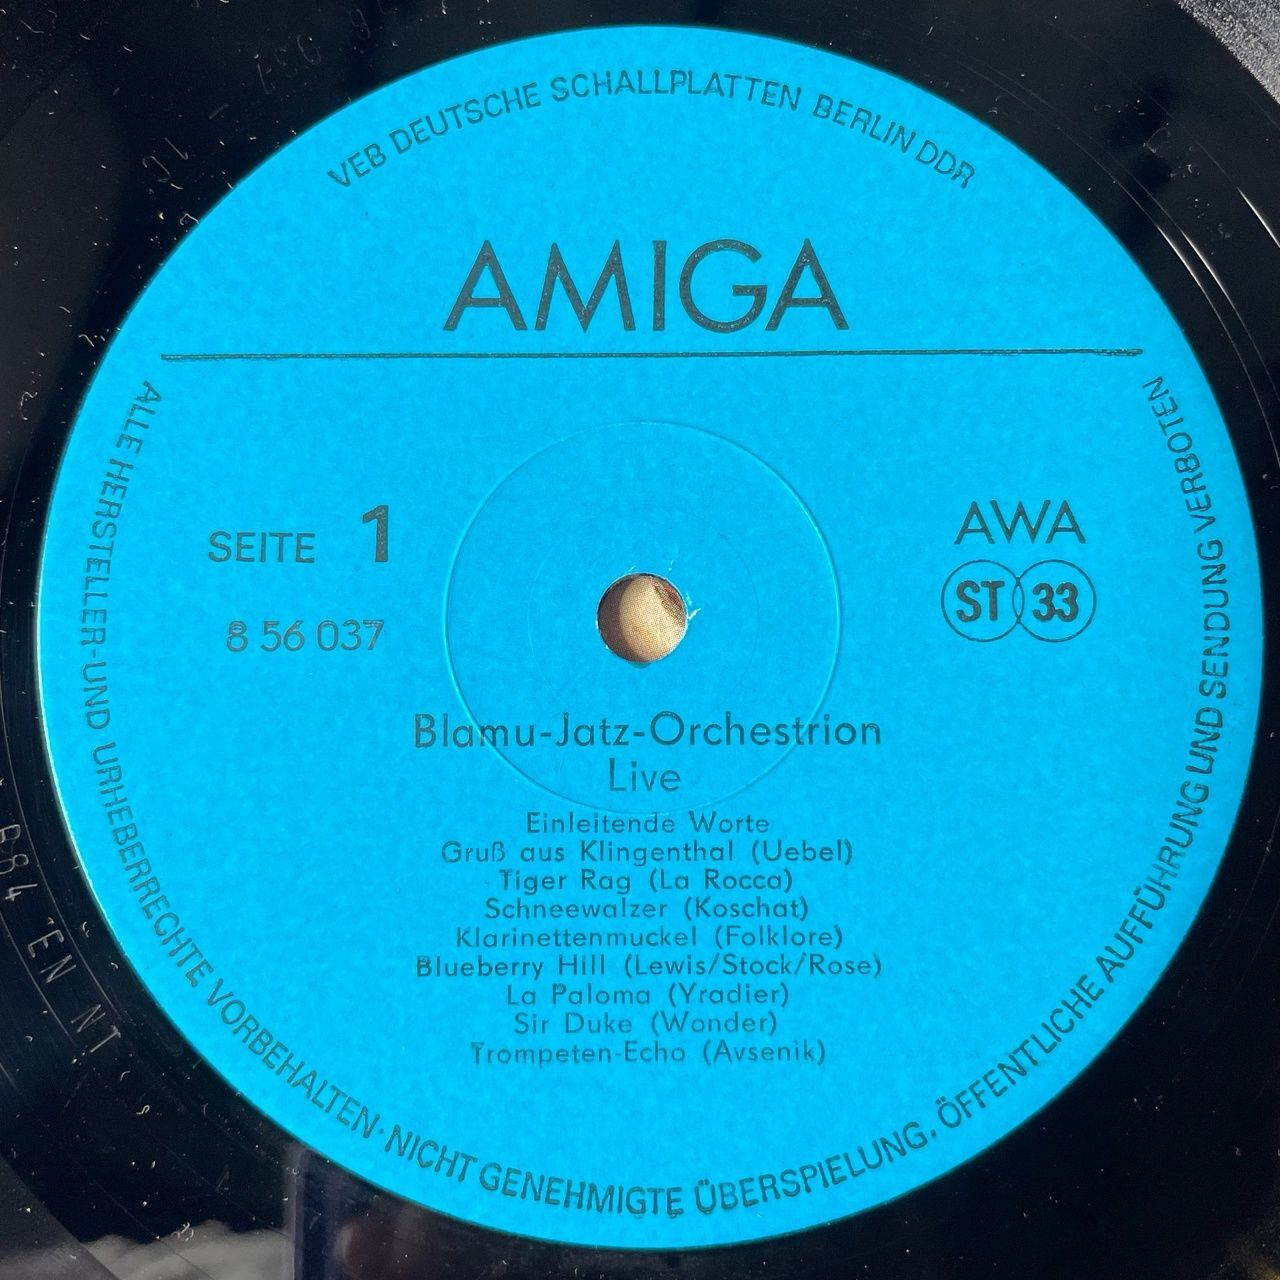 VEB DEUTSCHE SCHALLPLATTEN BERLIN DDR
AMIGA
SEITE 1
8 56 037
AWA
ST 33
Blamu-Jatz-Orchestrion
Live
Einleitende Worte
Gruß aus Klingenthal (Uebel)
Tiger Rag (La Rocca)
Schneewalzer (Koschat)
Klarinettenmuckel (Folklore)
Blueberry Hill (Lewis/Stock/Rose)
La Paloma (Yradier)
Sir Duke (Wonder)
Trompeten-Echo (Avsenik)
ALLE HERSTELLER-UND URHEBERRECHTE VORBEHALTEN·NICHT GENEHMIGTE ÜBERSPIELUNG, ÖFFENTLICHE AUFFÜHRUNG UND SENDUNG VERBOTEN